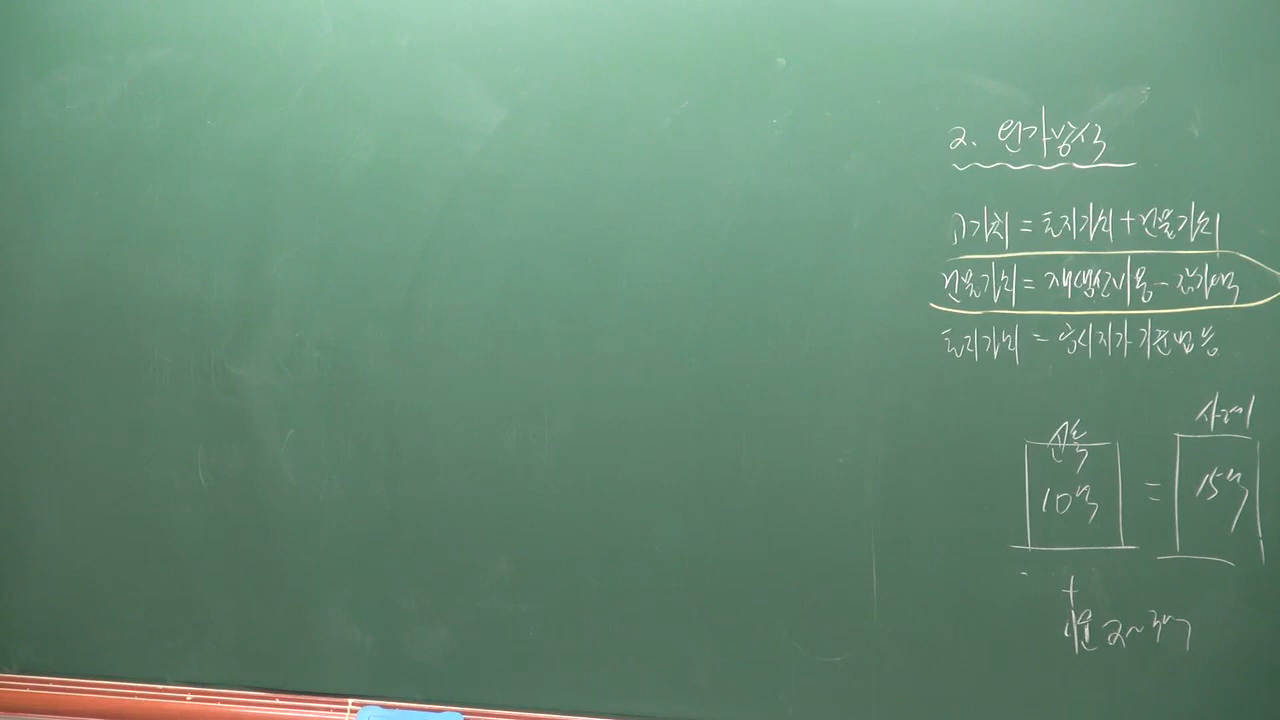 2. 원가방식
가치 = 토지가치 + 건물가치
건물가치 = 재생산비용 - 감가액
토지가치 = 공시지가기준법 등
사례
신축
10억 = 15억
+
2~3억